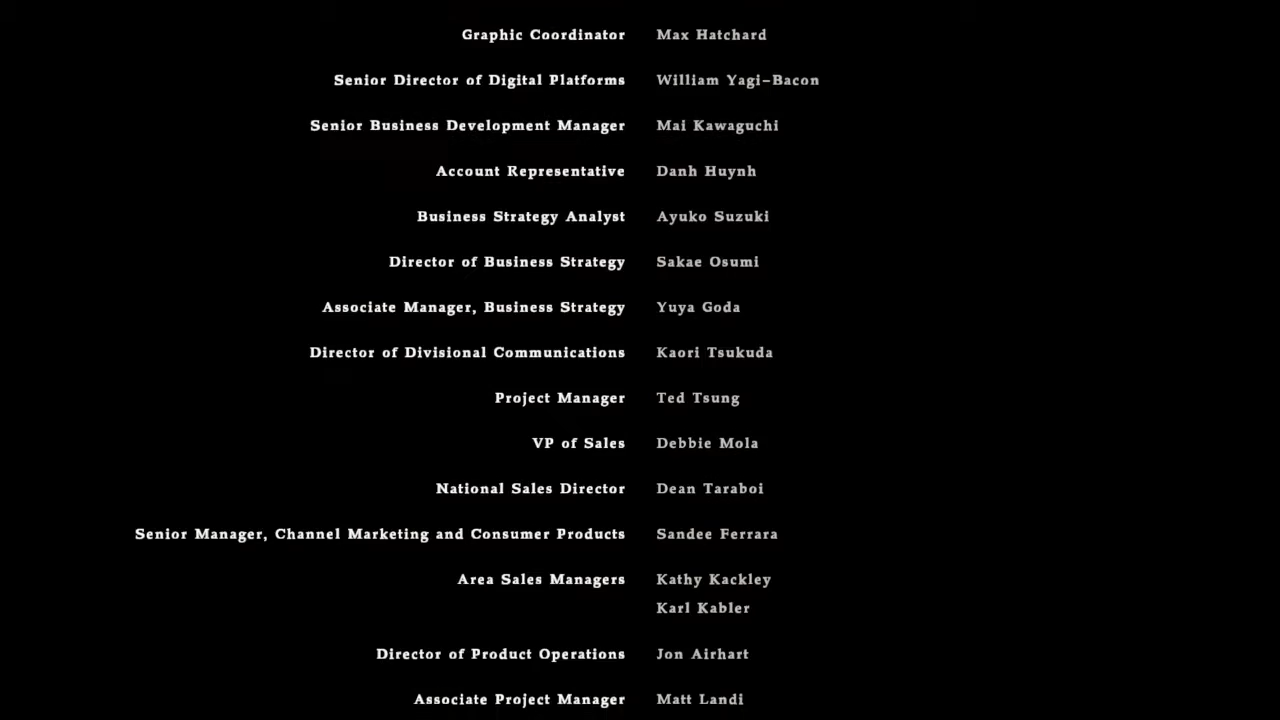 Graphic Coordinator Max Hatchard
Senior Director of Digital Platforms William Yagi-Bacon
Senior Business Development Manager Mai Kawaguchi
Account Representative Danh Huynh
Business Strategy Analyst Ayuko Suzuki
Director of Business Strategy Sakae Osumi
Associate Manager, Business Strategy Yuya Goda
Director of Divisional Communications Kaori Tsukuda
Project Manager Ted Tsung
VP of Sales Debbie Mola
National Sales Director Dean Taraboi
Senior Manager, Channel Marketing and Consumer Products Sandee Ferrara
Area Sales Managers Kathy Kackley
Karl Kabler
Director of Product Operations Jon Airhart
Associate Project Manager Matt Landi